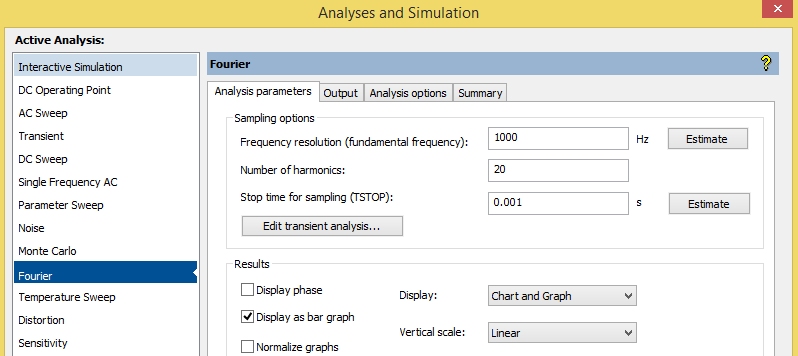 Analyses and Simulation
Active Analysis:
Interactive Simulation
DC Operating Point
AC Sweep
Transient
DC Sweep
Single Frequency AC
Parameter Sweep
Noise
Monte Carlo
Fourier
Temperature Sweep
Distortion
Sensitivity
Fourier
Analysis parameters Output Analysis options Summary
Sampling options
Frequency resolution (fundamental frequency): 1000 Hz Estimate
Number of harmonics: 20
Stop time for sampling (TSTOP): 0.001 s Estimate
Edit transient analysis...
Results
Display phase Display: Chart and Graph
Display as bar graph
Vertical scale: Linear
Normalize graphs